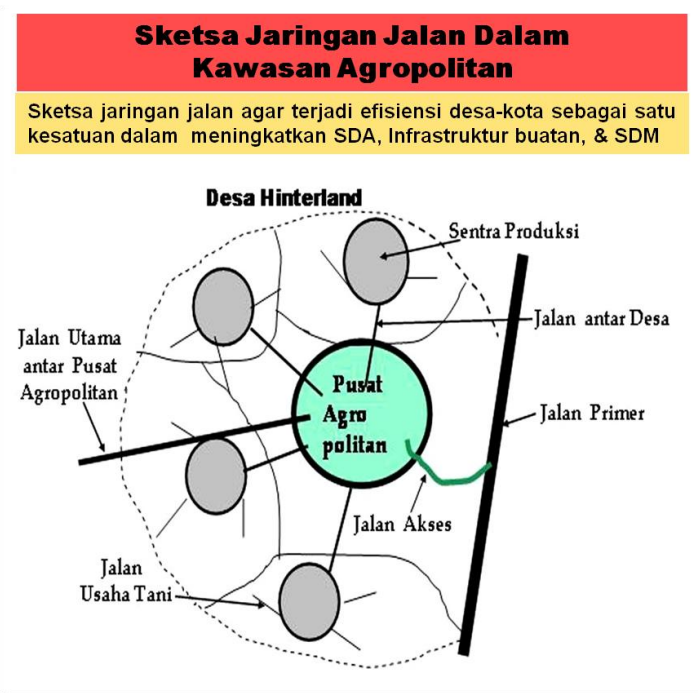 Sketsa Jaringan Jalan Dalam
Kawasan Agropolitan
Sketsa jaringan jalan agar terjadi efisiensi desa-kota sebagai satu
kesatuan dalam meningkatkan SDA, Infrastruktur buatan, & SDM
Desa Hinterland
Sentra Produksi
Jalan antar Desa
Jalan Utama
antar Pusat
Agropolitan
Pusat
Agro
politan
Jalan Primer
Jalan Akses
Jalan
Usaha Tani